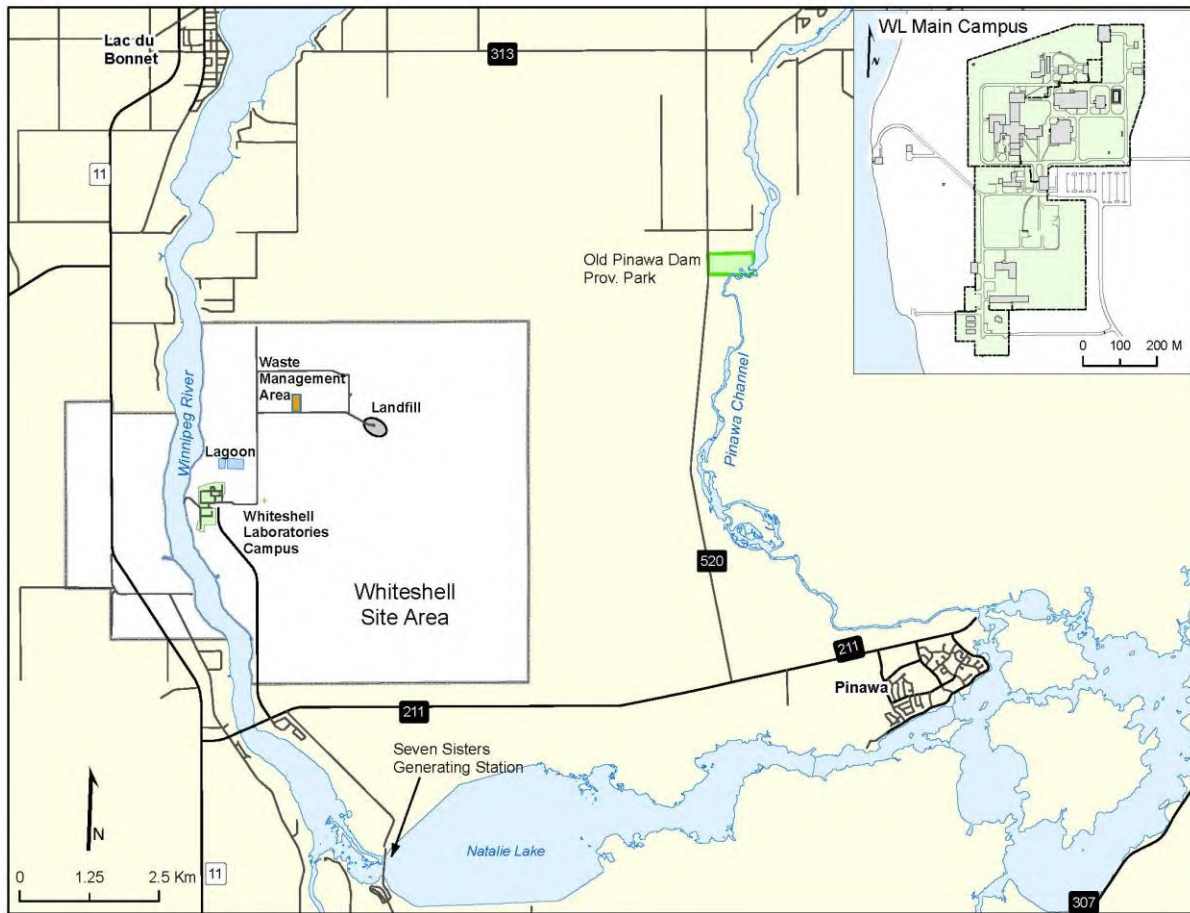 Lac du
Bonnet
313
11
WL Main Campus
N
0 100 200 M
Old Pinawa Dam
Prov. Park
Pinawa Channel
Winnipeg River
Waste
Management
Area
Landfill
Lagoon
Whiteshell
Laboratories
Campus
Whiteshell
Site Area
520
211
Pinawa
211
Seven Sisters
Generating Station
Natalie Lake
N
0 1.25 2.5 Km
11
307